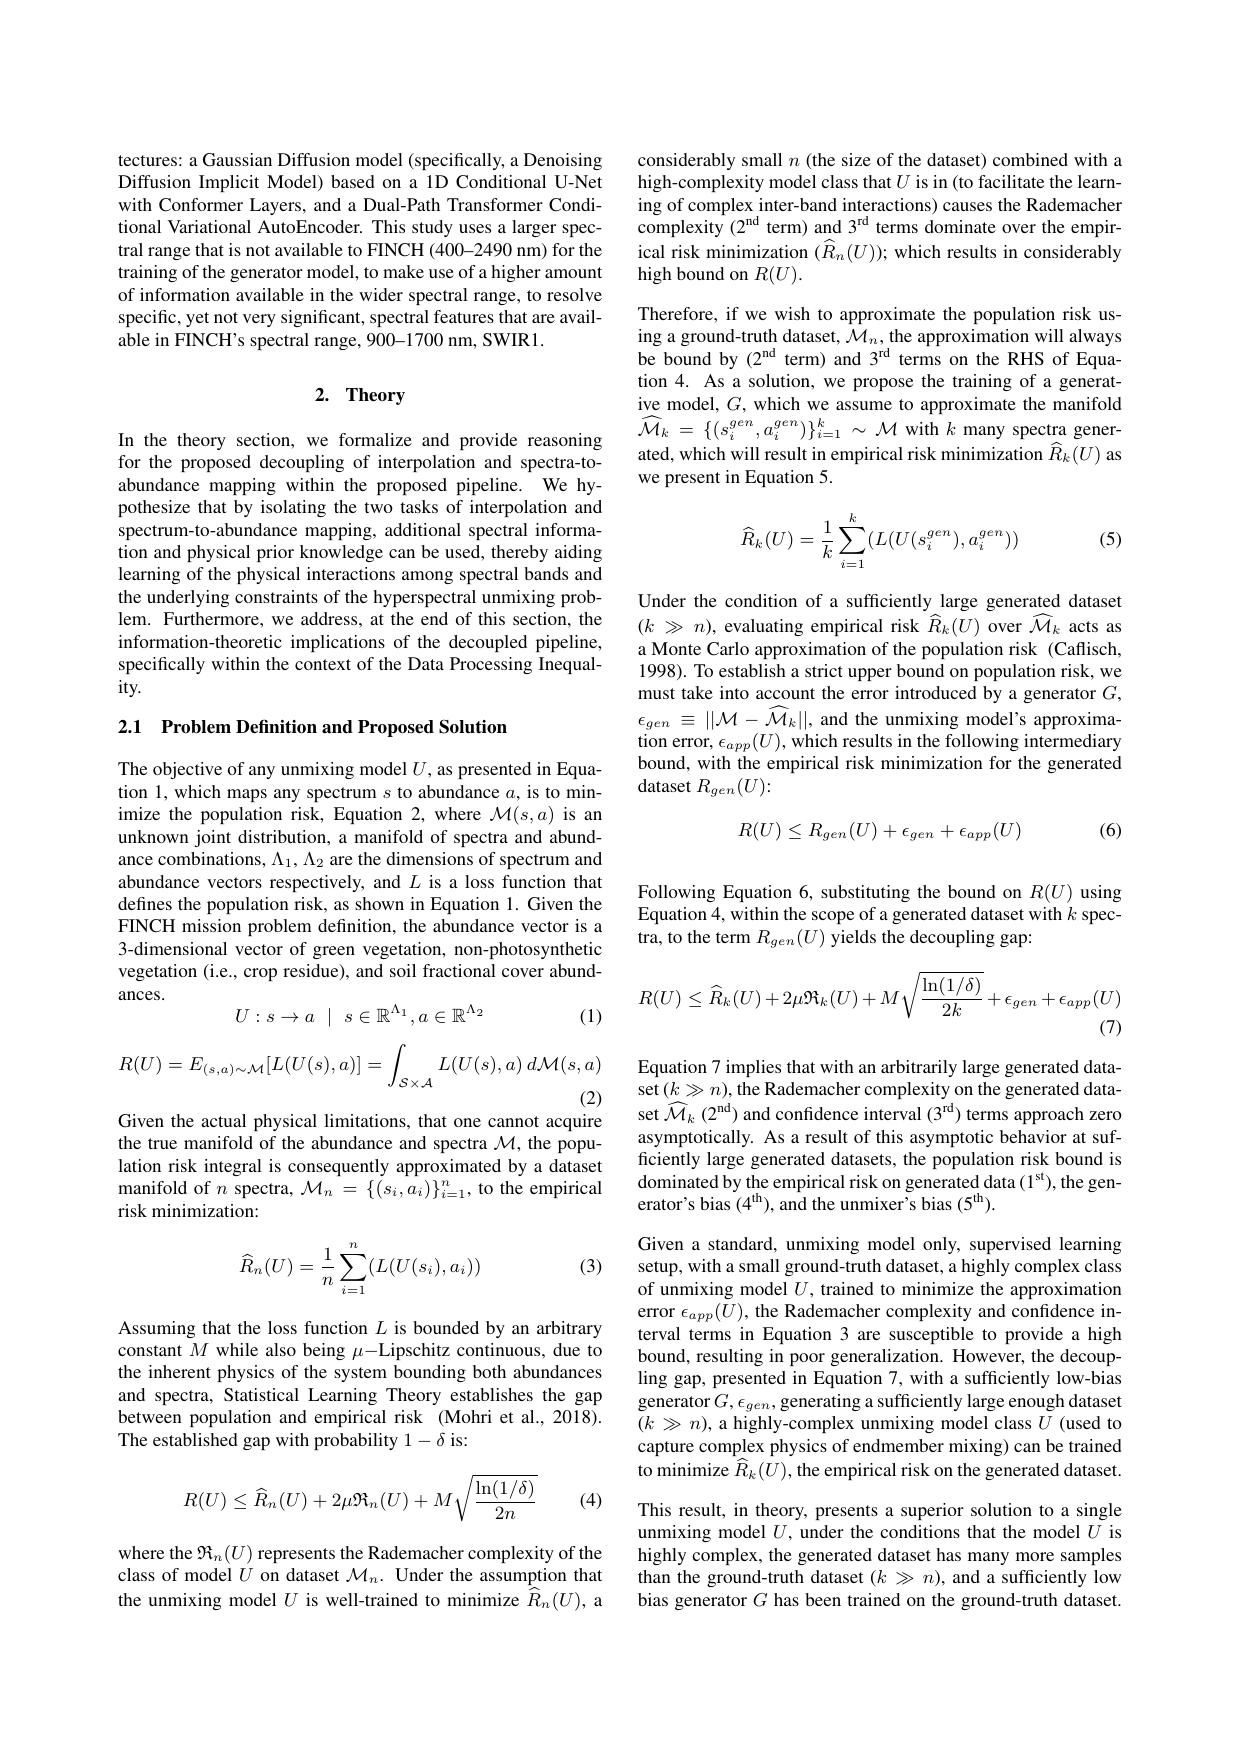 tectures: a Gaussian Diffusion model (specifically, a Denoising
Diffusion Implicit Model) based on a 1D Conditional U-Net
with Conformer Layers, and a Dual-Path Transformer Condi-
tional Variational AutoEncoder. This study uses a larger spec-
tral range that is not available to FINCH (400–2490 nm) for the
training of the generator model, to make use of a higher amount
of information available in the wider spectral range, to resolve
specific, yet not very significant, spectral features that are avail-
able in FINCH's spectral range, 900–1700 nm, SWIR1.
2. Theory
In the theory section, we formalize and provide reasoning
for the proposed decoupling of interpolation and spectra-to-
abundance mapping within the proposed pipeline. We hy-
pothesize that by isolating the two tasks of interpolation and
spectrum-to-abundance mapping, additional spectral informa-
tion and physical prior knowledge can be used, thereby aiding
learning of the physical interactions among spectral bands and
the underlying constraints of the hyperspectral unmixing prob-
lem. Furthermore, we address, at the end of this section, the
information-theoretic implications of the decoupled pipeline,
specifically within the context of the Data Processing Inequal-
ity.
2.1 Problem Definition and Proposed Solution
The objective of any unmixing model U, as presented in Equa-
tion 1, which maps any spectrum s to abundance a, is to min-
imize the population risk, Equation 2, where ℳ(s, a) is an
unknown joint distribution, a manifold of spectra and abund-
ance combinations, Λ₁, Λ₂ are the dimensions of spectrum and
abundance vectors respectively, and L is a loss function that
defines the population risk, as shown in Equation 1. Given the
FINCH mission problem definition, the abundance vector is a
3-dimensional vector of green vegetation, non-photosynthetic
vegetation (i.e., crop residue), and soil fractional cover abund-
ances.
U : s → a | s ∈ ℝ^{Λ₁}, a ∈ ℝ^{Λ₂} (1)
R(U) = E_{(s,a)∼ℳ}[L(U(s), a)] = ∫_{𝒮×𝒜} L(U(s), a) dℳ(s, a)
(2)
Given the actual physical limitations, that one cannot acquire
the true manifold of the abundance and spectra ℳ, the popu-
lation risk integral is consequently approximated by a dataset
manifold of n spectra, ℳₙ = {(sᵢ, aᵢ)}ⁿᵢ₌₁, to the empirical
risk minimization:
R̂ₙ(U) = 1/n ∑ⁿᵢ₌₁ (L(U(sᵢ), aᵢ)) (3)
Assuming that the loss function L is bounded by an arbitrary
constant M while also being μ−Lipschitz continuous, due to
the inherent physics of the system bounding both abundances
and spectra, Statistical Learning Theory establishes the gap
between population and empirical risk (Mohri et al., 2018).
The established gap with probability 1 − δ is:
R(U) ≤ R̂ₙ(U) + 2μℜₙ(U) + M√(ln(1/δ)/2n) (4)
where the ℜₙ(U) represents the Rademacher complexity of the
class of model U on dataset ℳₙ. Under the assumption that
the unmixing model U is well-trained to minimize R̂ₙ(U), a
considerably small n (the size of the dataset) combined with a
high-complexity model class that U is in (to facilitate the learn-
ing of complex inter-band interactions) causes the Rademacher
complexity (2nd term) and 3rd terms dominate over the empir-
ical risk minimization (R̂ₙ(U)); which results in considerably
high bound on R(U).
Therefore, if we wish to approximate the population risk us-
ing a ground-truth dataset, ℳₙ, the approximation will always
be bound by (2nd term) and 3rd terms on the RHS of Equa-
tion 4. As a solution, we propose the training of a generat-
ive model, G, which we assume to approximate the manifold
ℳ̂ₖ = {(sᵢ^{gen}, aᵢ^{gen})}ᵏᵢ₌₁ ∼ ℳ with k many spectra gener-
ated, which will result in empirical risk minimization R̂ₖ(U) as
we present in Equation 5.
R̂ₖ(U) = 1/k ∑ᵏᵢ₌₁ (L(U(sᵢ^{gen}), aᵢ^{gen})) (5)
Under the condition of a sufficiently large generated dataset
(k ≫ n), evaluating empirical risk R̂ₖ(U) over ℳ̂ₖ acts as
a Monte Carlo approximation of the population risk (Caflisch,
1998). To establish a strict upper bound on population risk, we
must take into account the error introduced by a generator G,
ϵ_{gen} ≡ ||ℳ − ℳ̂ₖ||, and the unmixing model's approxima-
tion error, ϵ_{app}(U), which results in the following intermediary
bound, with the empirical risk minimization for the generated
dataset R_{gen}(U):
R(U) ≤ R_{gen}(U) + ϵ_{gen} + ϵ_{app}(U) (6)
Following Equation 6, substituting the bound on R(U) using
Equation 4, within the scope of a generated dataset with k spec-
tra, to the term R_{gen}(U) yields the decoupling gap:
R(U) ≤ R̂ₖ(U) + 2μℜₖ(U) + M√(ln(1/δ)/2k) + ϵ_{gen} + ϵ_{app}(U)
(7)
Equation 7 implies that with an arbitrarily large generated data-
set (k ≫ n), the Rademacher complexity on the generated data-
set ℳ̂ₖ (2nd) and confidence interval (3rd) terms approach zero
asymptotically. As a result of this asymptotic behavior at suf-
ficiently large generated datasets, the population risk bound is
dominated by the empirical risk on generated data (1st), the gen-
erator's bias (4th), and the unmixer's bias (5th).
Given a standard, unmixing model only, supervised learning
setup, with a small ground-truth dataset, a highly complex class
of unmixing model U, trained to minimize the approximation
error ϵ_{app}(U), the Rademacher complexity and confidence in-
terval terms in Equation 3 are susceptible to provide a high
bound, resulting in poor generalization. However, the decoup-
ling gap, presented in Equation 7, with a sufficiently low-bias
generator G, ϵ_{gen}, generating a sufficiently large enough dataset
(k ≫ n), a highly-complex unmixing model class U (used to
capture complex physics of endmember mixing) can be trained
to minimize R̂ₖ(U), the empirical risk on the generated dataset.
This result, in theory, presents a superior solution to a single
unmixing model U, under the conditions that the model U is
highly complex, the generated dataset has many more samples
than the ground-truth dataset (k ≫ n), and a sufficiently low
bias generator G has been trained on the ground-truth dataset.